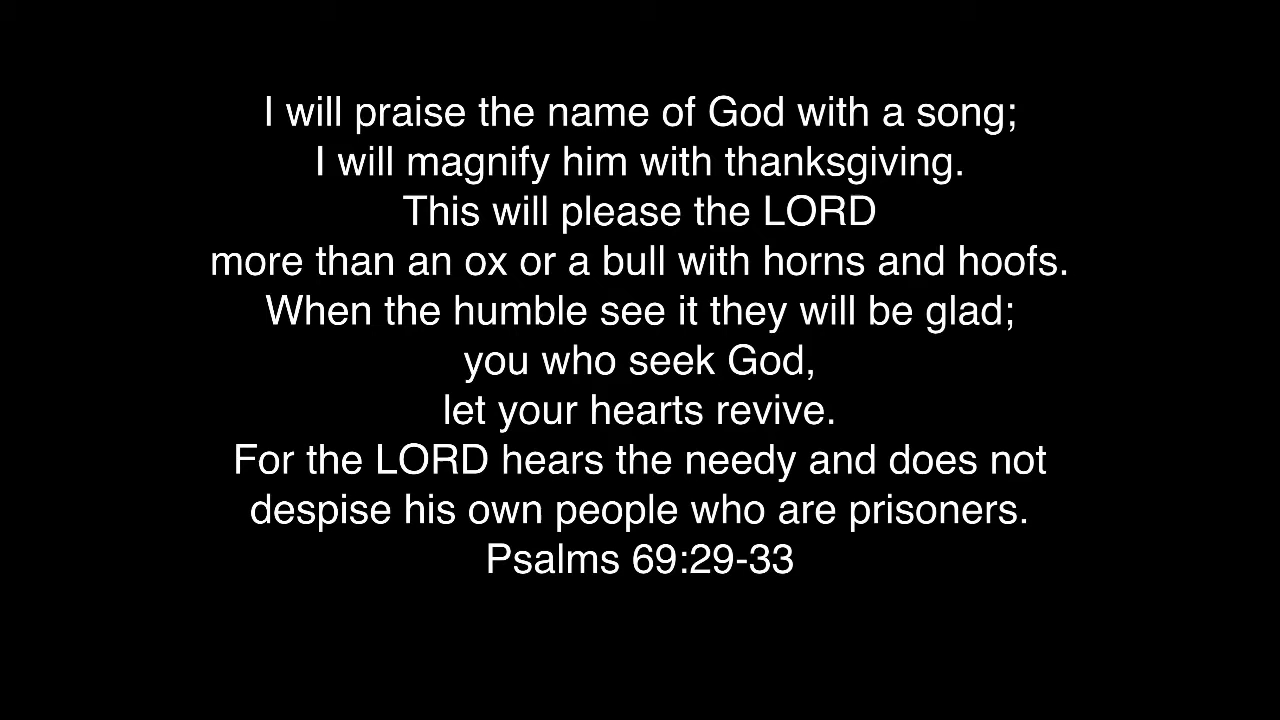 I will praise the name of God with a song;
I will magnify him with thanksgiving.
This will please the LORD
more than an ox or a bull with horns and hoofs.
When the humble see it they will be glad;
you who seek God,
let your hearts revive.
For the LORD hears the needy and does not
despise his own people who are prisoners.
Psalms 69:29-33